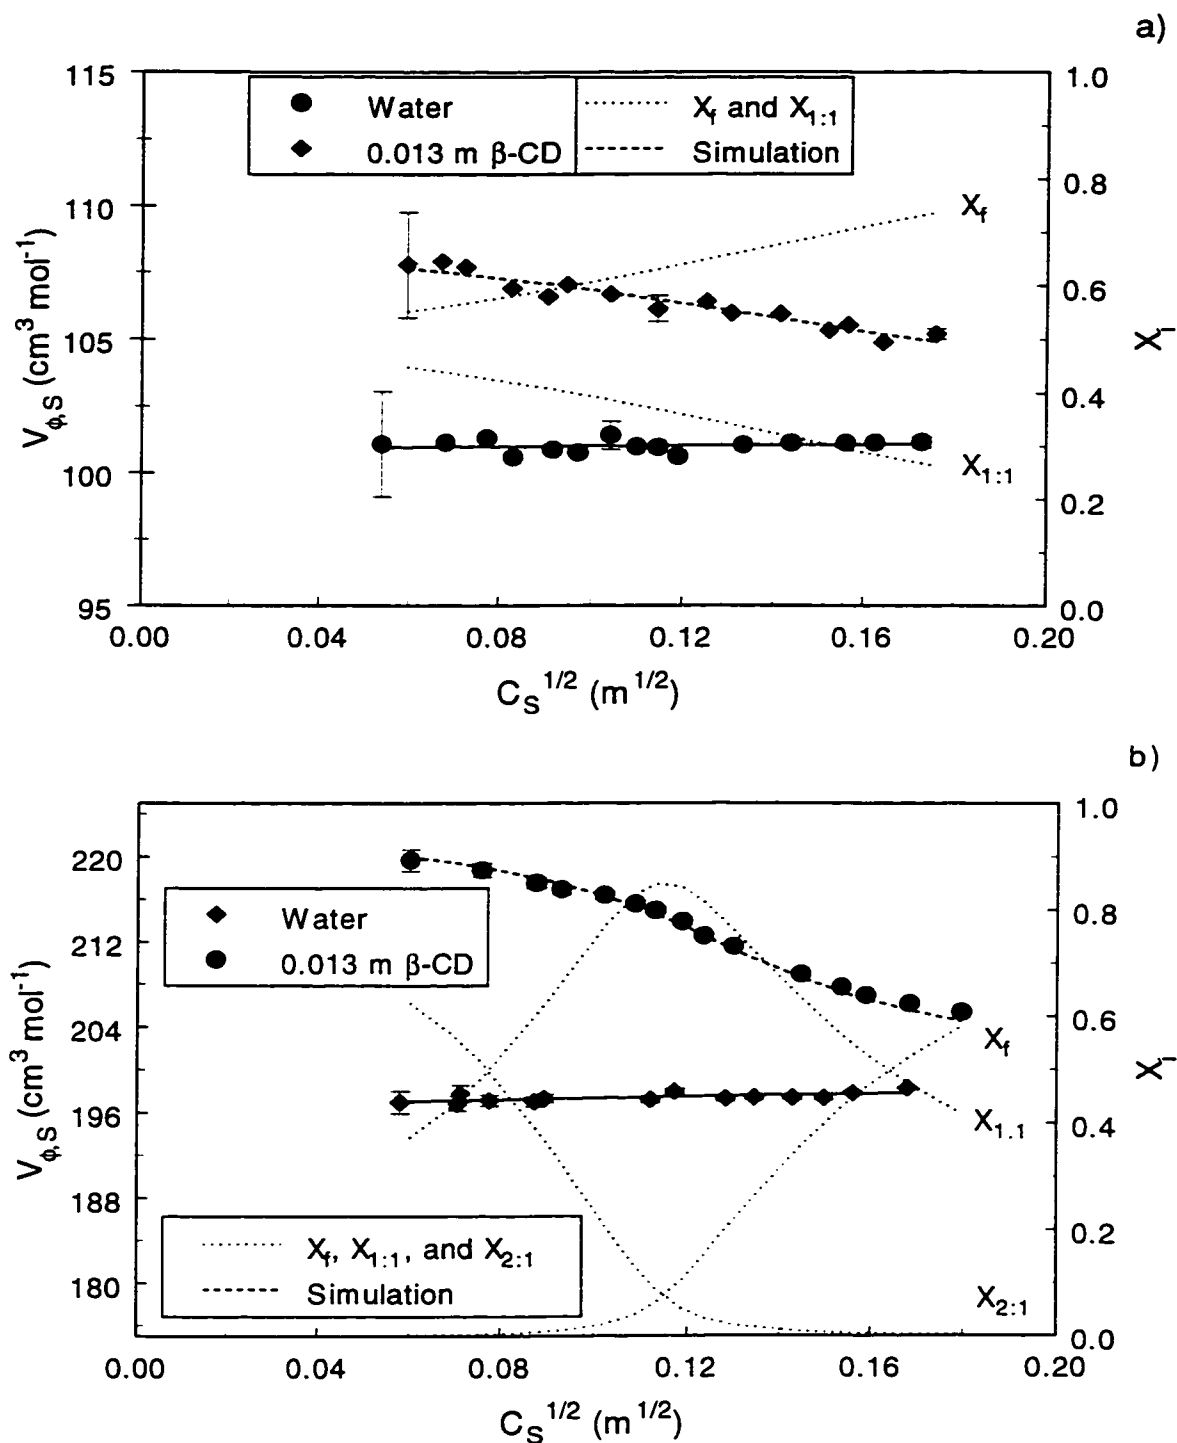 a)
115
110
105
100
95
V_ϕ,S (cm³ mol⁻¹)
Water
0.013 m β-CD
X_f and X_1:1
Simulation
X_f
X_1:1
1.0
0.8
0.6
0.4
0.2
0.0
X_i
0.00 0.04 0.08 0.12 0.16 0.20
C_S^1/2 (m^1/2)
b)
220
212
204
196
188
180
V_ϕ,S (cm³ mol⁻¹)
Water
0.013 m β-CD
X_f, X_1:1, and X_2:1
Simulation
X_f
X_1.1
X_2:1
1.0
0.8
0.6
0.4
0.2
0.0
X_i
0.00 0.04 0.08 0.12 0.16 0.20
C_S^1/2 (m^1/2)